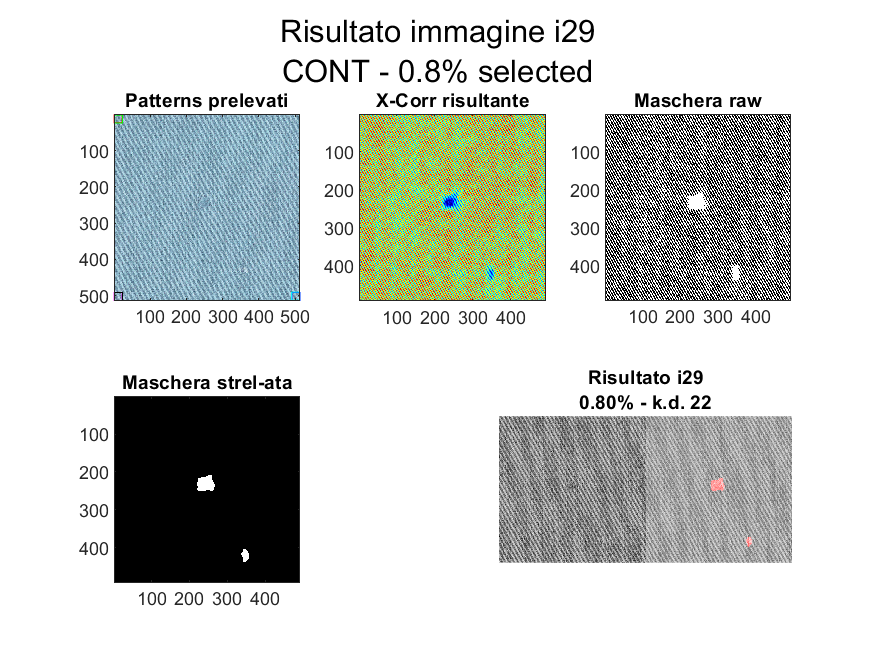 Risultato immagine i29
CONT - 0.8% selected
Patterns prelevati
100
200
300
400
500
100 200 300 400 500
X-Corr risultante
100
200
300
400
100 200 300 400
Maschera raw
100
200
300
400
100 200 300 400
Maschera strel-ata
100
200
300
400
100 200 300 400
Risultato i29
0.80% - k.d. 22